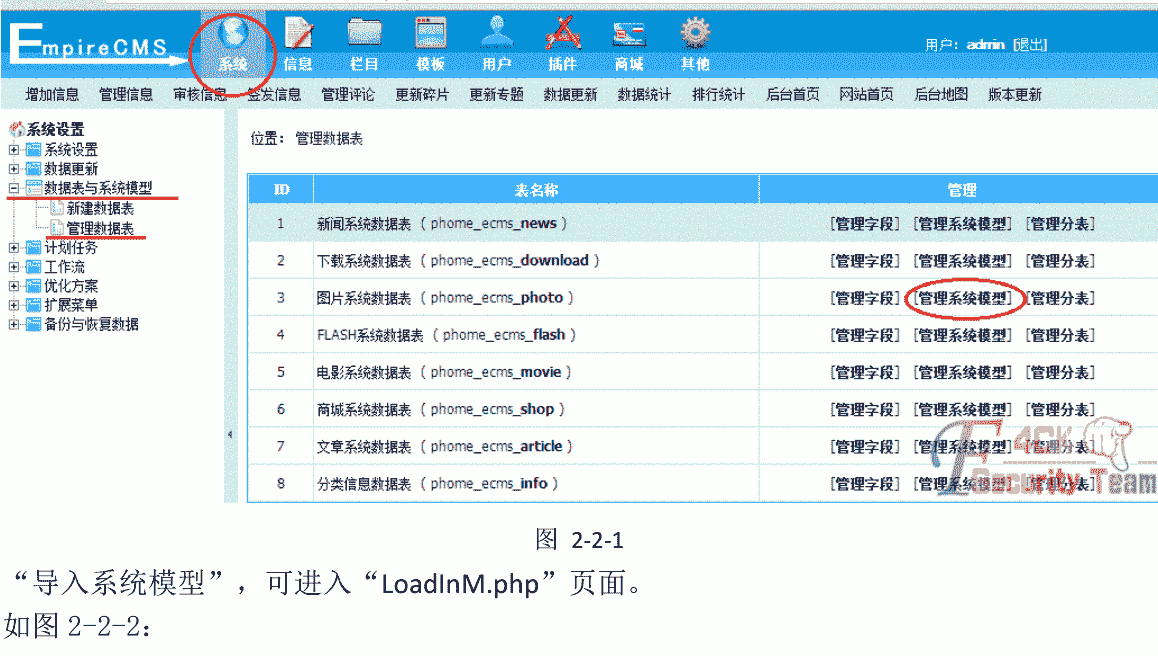 EmpireCMS
系统 信息 栏目 模板 用户 插件 商城 其他
用户：admin [退出]
增加信息 管理信息 审核信息 签发信息 管理评论 更新碎片 更新专题 数据更新 数据统计 排行统计 后台首页 网站首页 后台地图 版本更新
系统设置
系统设置
数据更新
数据表与系统模型
新建数据表
管理数据表
计划任务
工作流
优化方案
扩展菜单
备份与恢复数据
位置：管理数据表
ID 表名称 管理
1 新闻系统数据表 ( phome_ecms_news ) [管理字段] [管理系统模型] [管理分表]
2 下载系统数据表 ( phome_ecms_download ) [管理字段] [管理系统模型] [管理分表]
3 图片系统数据表 ( phome_ecms_photo ) [管理字段] [管理系统模型] [管理分表]
4 FLASH系统数据表 ( phome_ecms_flash ) [管理字段] [管理系统模型] [管理分表]
5 电影系统数据表 ( phome_ecms_movie ) [管理字段] [管理系统模型] [管理分表]
6 商城系统数据表 ( phome_ecms_shop ) [管理字段] [管理系统模型] [管理分表]
7 文章系统数据表 ( phome_ecms_article ) [管理字段] [管理系统模型] [管理分表]
8 分类信息数据表 ( phome_ecms_info ) [管理字段] [管理系统模型] [管理分表]
F4CK
Security Team
图 2-2-1
“导入系统模型”，可进入“LoadInM.php”页面。
如图 2-2-2：